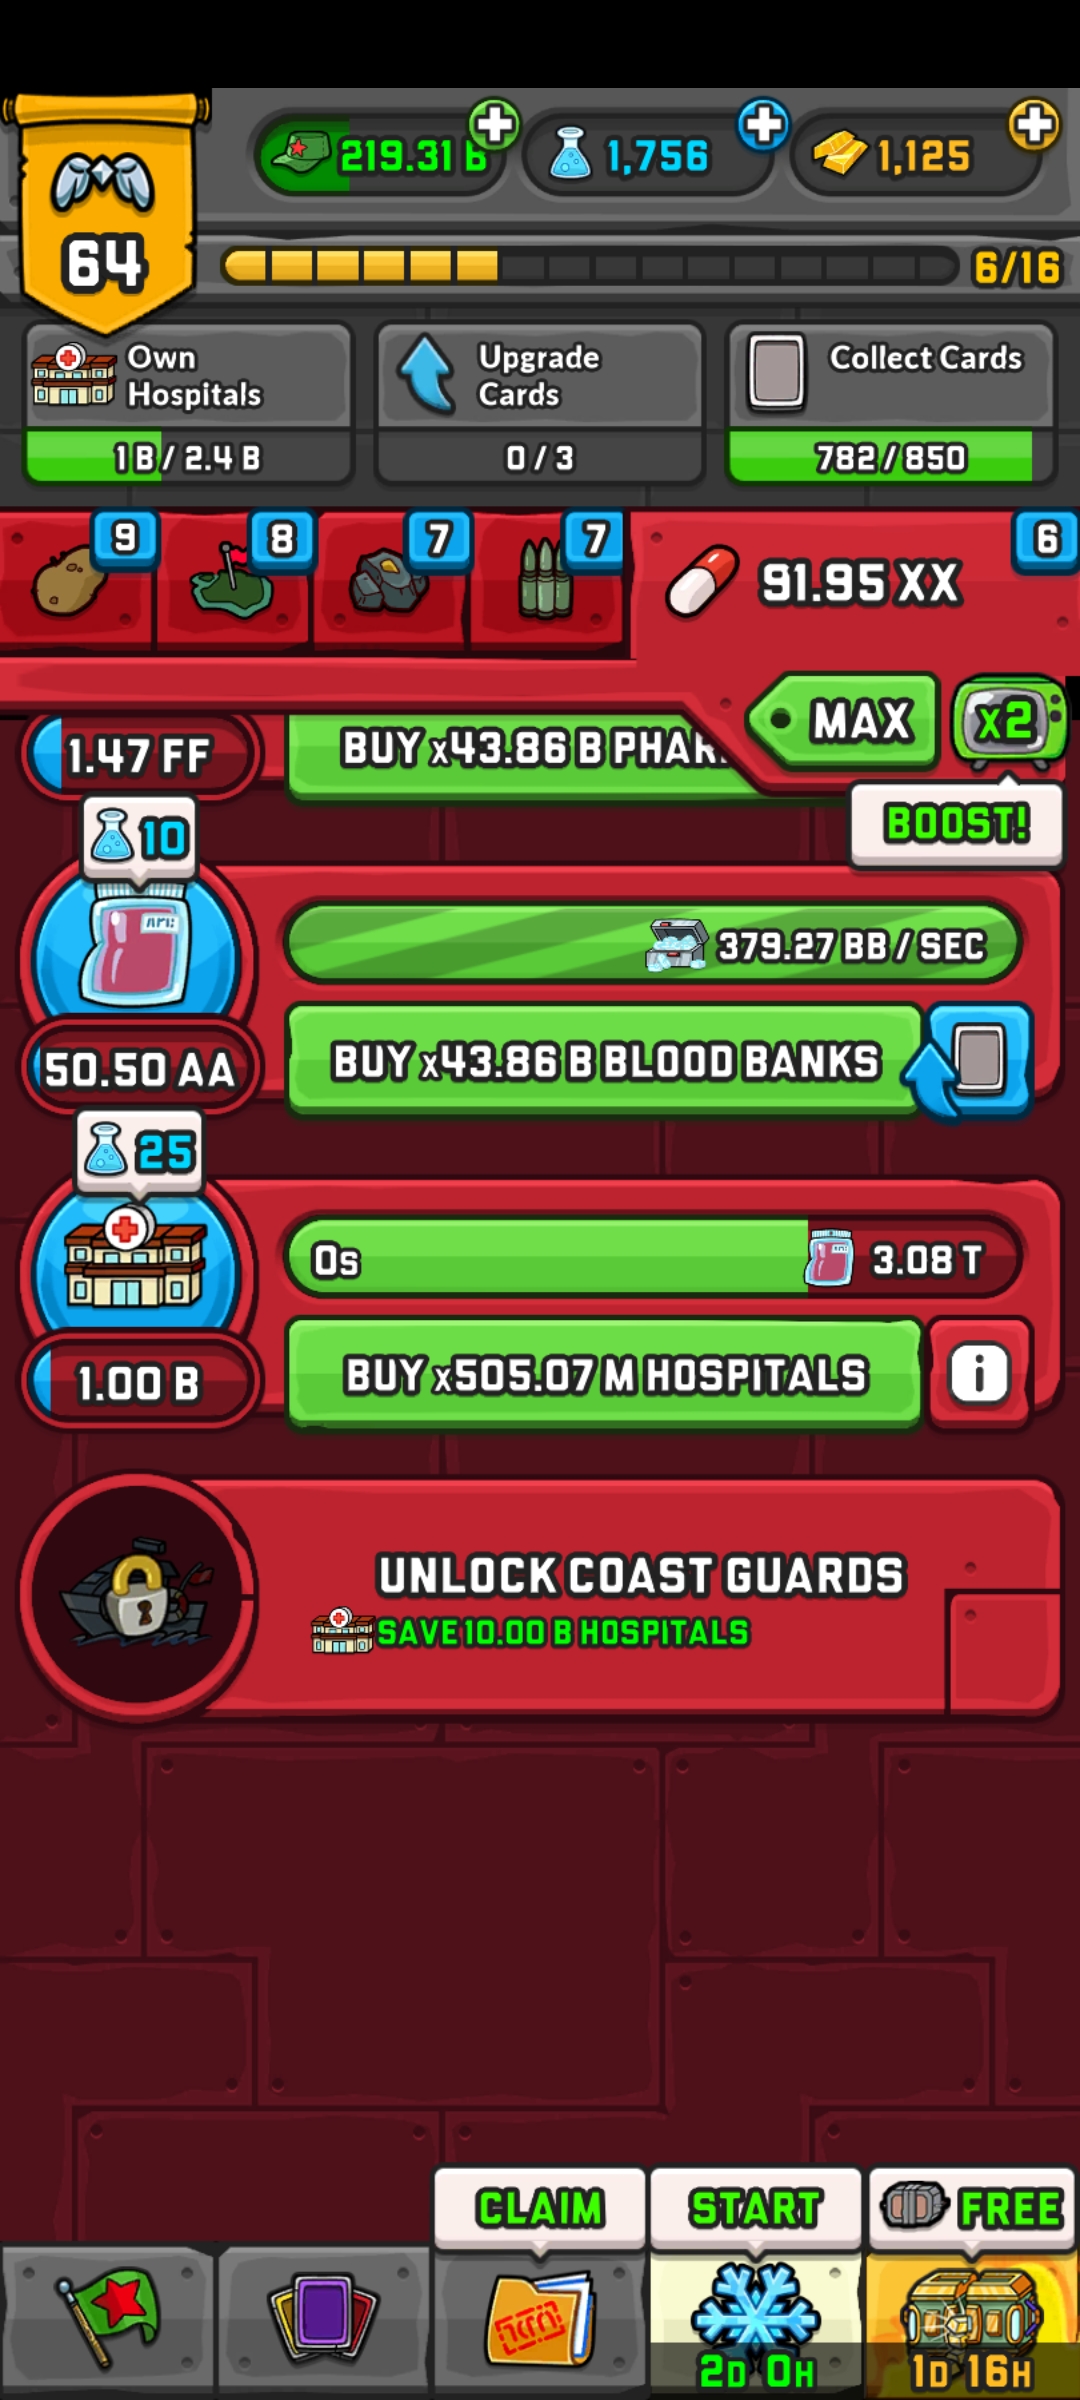 64
219.31 B
1,756
1,125
6/16
Own
Hospitals
1 B / 2.4 B
Upgrade
Cards
0 / 3
Collect Cards
782 / 850
9
8
7
7
6
91.95 XX
MAX
x2
BOOST!
1.47 FF
BUY x43.86 B PHAR
10
379.27 BB / SEC
50.50 AA
BUY x43.86 B BLOOD BANKS
25
0s
3.08 T
1.00 B
BUY x505.07 M HOSPITALS
i
UNLOCK COAST GUARDS
SAVE 10.00 B HOSPITALS
CLAIM
START
FREE
2D 0H
1D 16H